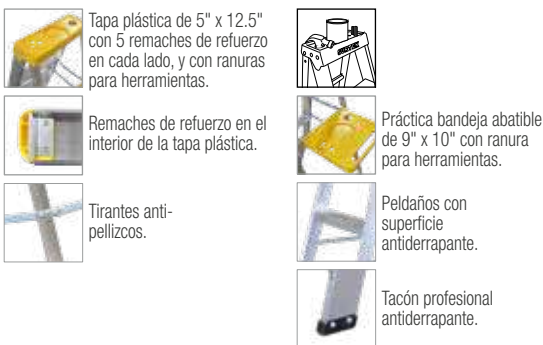 Tapa plástica de 5" x 12.5"
con 5 remaches de refuerzo
en cada lado, y con ranuras
para herramientas.
Remaches de refuerzo en el
interior de la tapa plástica.
Tirantes anti-
pellizcos.
Práctica bandeja abatible
de 9" x 10" con ranura
para herramientas.
Peldaños con
superficie
antiderrapante.
Tacón profesional
antiderrapante.